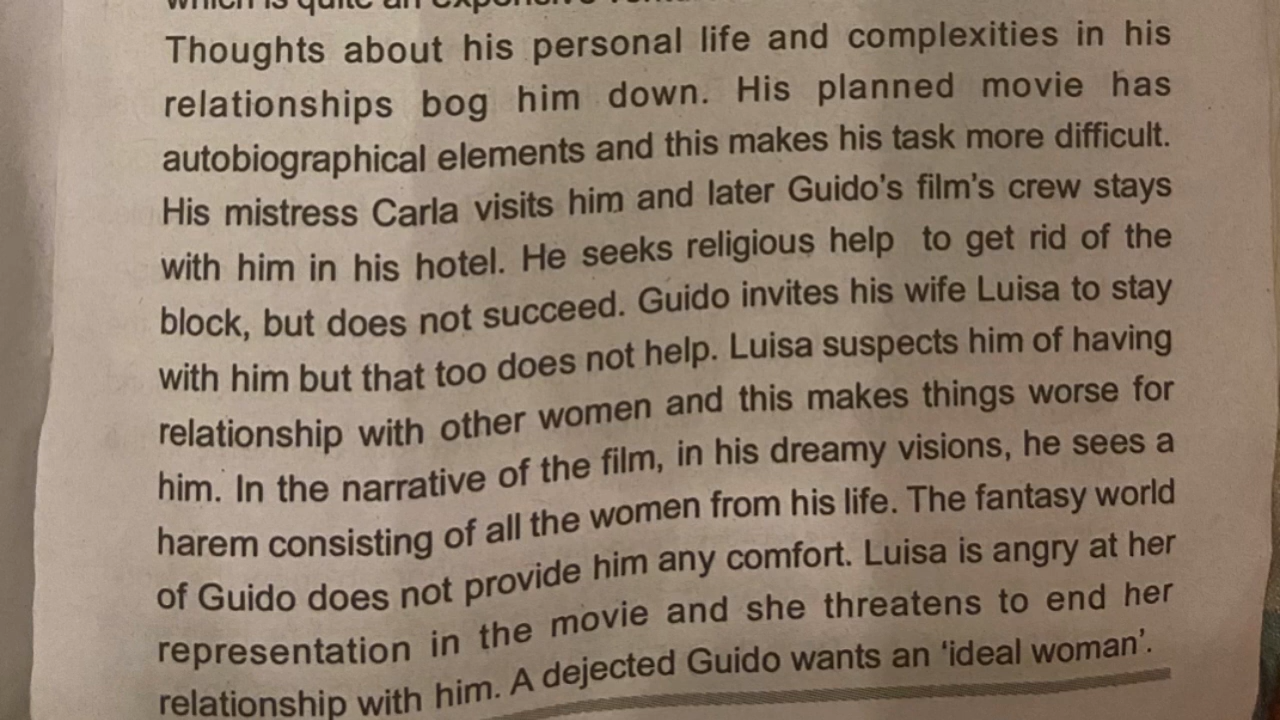 which is quite an expensive
Thoughts about his personal life and complexities in his
relationships bog him down. His planned movie has
autobiographical elements and this makes his task more difficult.
His mistress Carla visits him and later Guido's film's crew stays
with him in his hotel. He seeks religious help to get rid of the
block, but does not succeed. Guido invites his wife Luisa to stay
with him but that too does not help. Luisa suspects him of having
relationship with other women and this makes things worse for
him. In the narrative of the film, in his dreamy visions, he sees a
harem consisting of all the women from his life. The fantasy world
of Guido does not provide him any comfort. Luisa is angry at her
representation in the movie and she threatens to end her
relationship with him. A dejected Guido wants an 'ideal woman'.